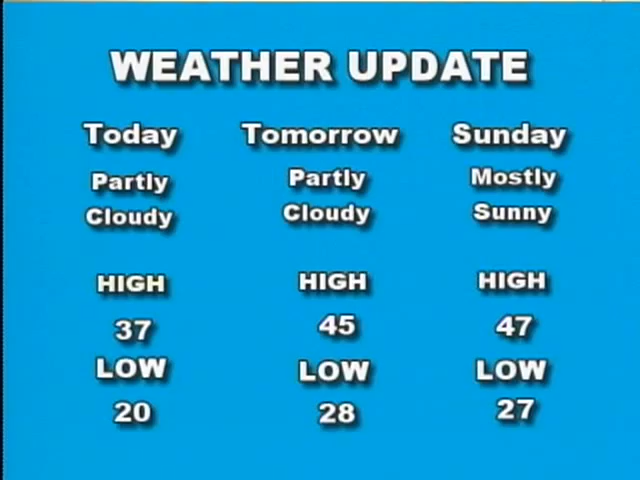 WEATHER UPDATE
Today
Partly
Cloudy
HIGH
37
LOW
20
Tomorrow
Partly
Cloudy
HIGH
45
LOW
28
Sunday
Mostly
Sunny
HIGH
47
LOW
27